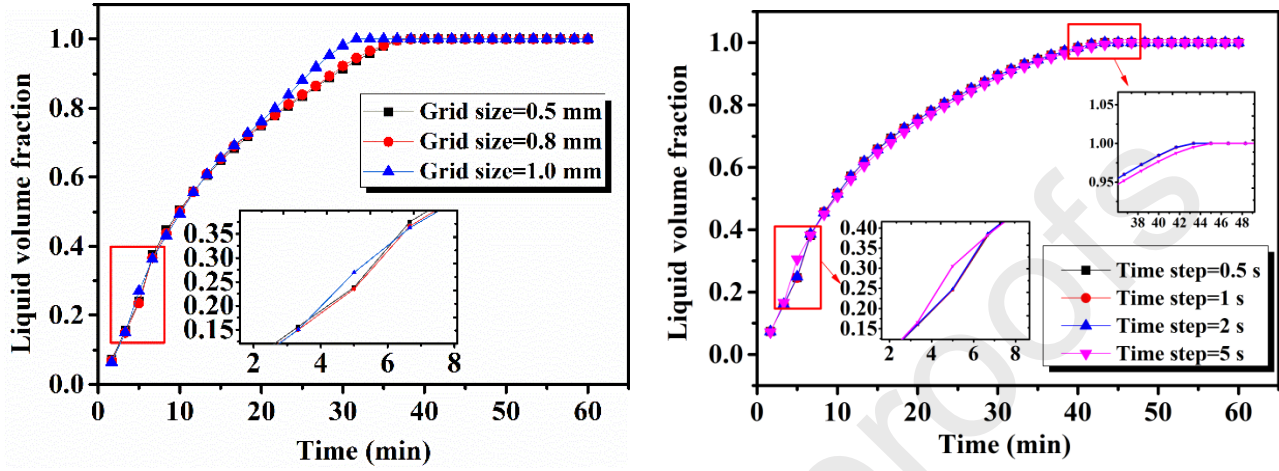 Liquid volume fraction
1.0
0.8
0.6
0.4
0.2
0.0
Grid size=0.5 mm
Grid size=0.8 mm
Grid size=1.0 mm
0.35
0.30
0.25
0.20
0.15
2 4 6 8
0 10 20 30 40 50 60
Time (min)
Liquid volume fraction
1.0
0.8
0.6
0.4
0.2
0.0
1.05
1.00
0.95
38 40 42 44 46 48
0.40
0.35
0.30
0.25
0.20
0.15
2 4 6 8
Time step=0.5 s
Time step=1 s
Time step=2 s
Time step=5 s
0 10 20 30 40 50 60
Time (min)
roofs